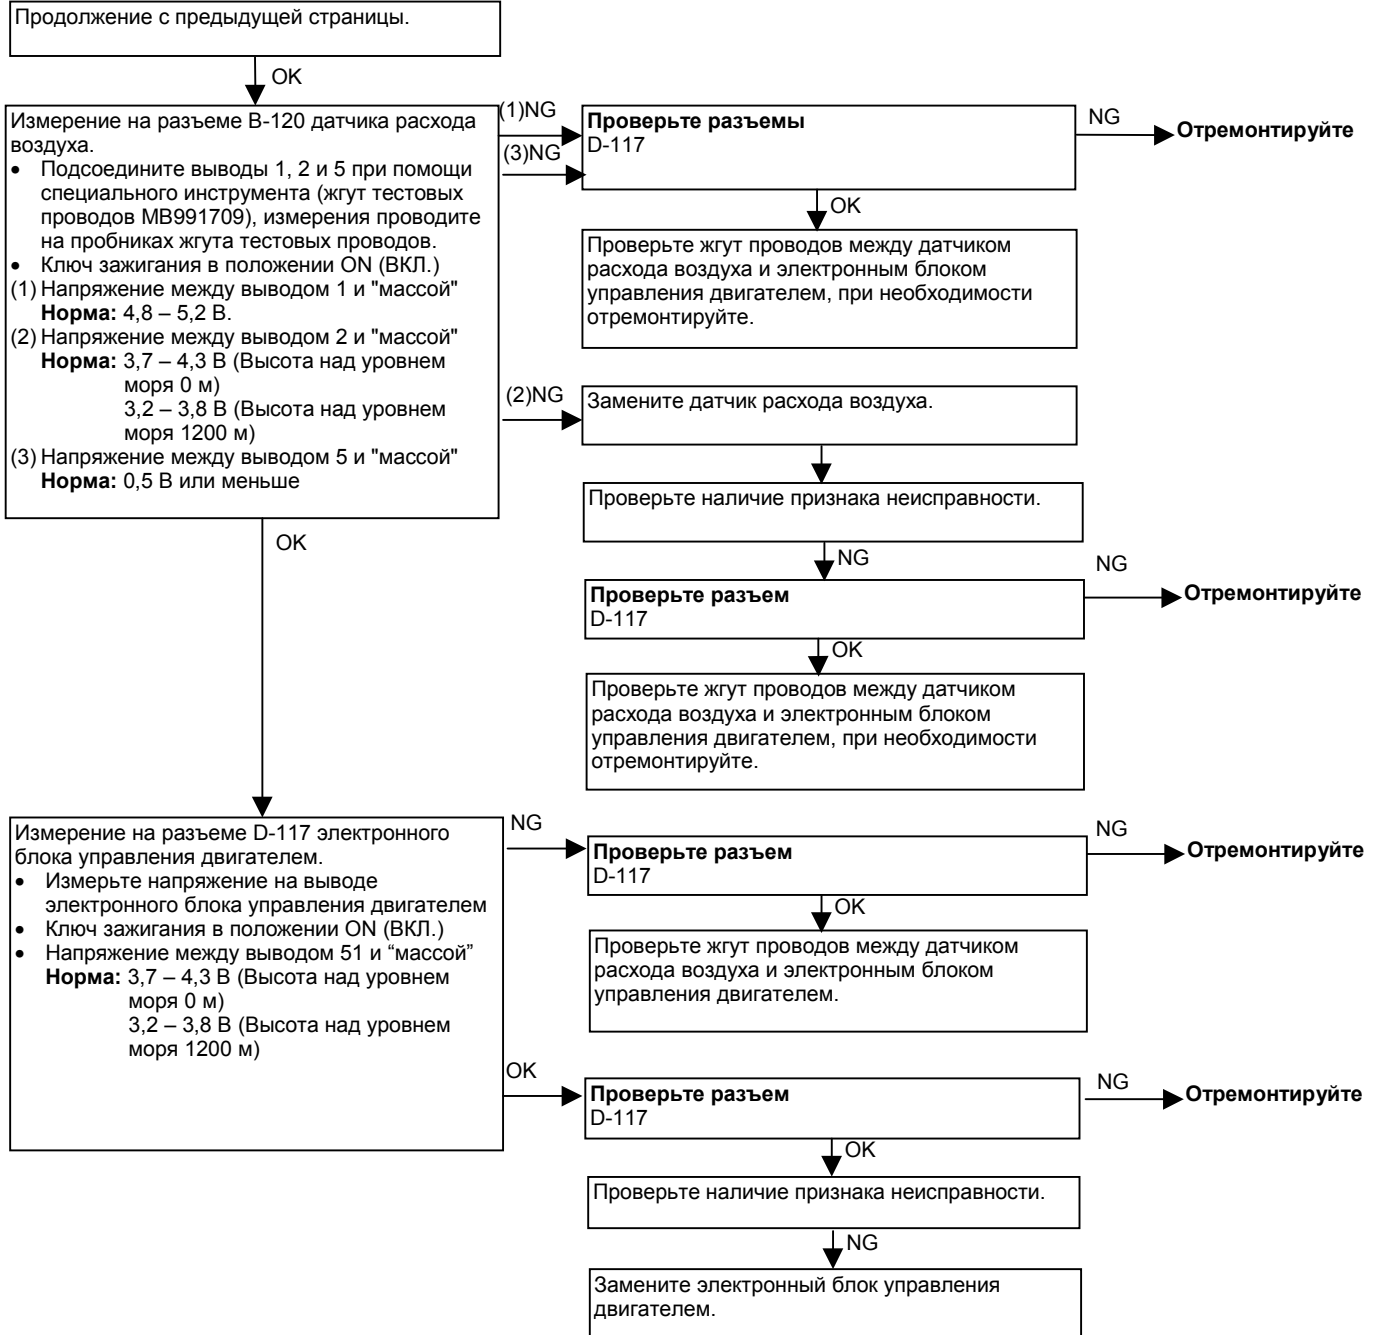 Продолжение с предыдущей страницы.
OK
Измерение на разъеме B-120 датчика расхода
воздуха.
• Подсоедините выводы 1, 2 и 5 при помощи
специального инструмента (жгут тестовых
проводов MB991709), измерения проводите
на пробниках жгута тестовых проводов.
• Ключ зажигания в положении ON (ВКЛ.)
(1) Напряжение между выводом 1 и "массой"
Норма: 4,8 – 5,2 В.
(2) Напряжение между выводом 2 и "массой"
Норма: 3,7 – 4,3 В (Высота над уровнем
моря 0 м)
3,2 – 3,8 В (Высота над уровнем
моря 1200 м)
(3) Напряжение между выводом 5 и "массой"
Норма: 0,5 В или меньше
(1)NG
(3)NG
Проверьте разъемы
D-117
NG
Отремонтируйте
OK
Проверьте жгут проводов между датчиком
расхода воздуха и электронным блоком
управления двигателем, при необходимости
отремонтируйте.
(2)NG
Замените датчик расхода воздуха.
Проверьте наличие признака неисправности.
NG
Проверьте разъем
D-117
NG
Отремонтируйте
OK
Проверьте жгут проводов между датчиком
расхода воздуха и электронным блоком
управления двигателем, при необходимости
отремонтируйте.
OK
Измерение на разъеме D-117 электронного
блока управления двигателем.
• Измерьте напряжение на выводе
электронного блока управления двигателем
• Ключ зажигания в положении ON (ВКЛ.)
• Напряжение между выводом 51 и “массой”
Норма: 3,7 – 4,3 В (Высота над уровнем
моря 0 м)
3,2 – 3,8 В (Высота над уровнем
моря 1200 м)
NG
Проверьте разъем
D-117
NG
Отремонтируйте
OK
Проверьте жгут проводов между датчиком
расхода воздуха и электронным блоком
управления двигателем.
OK
Проверьте разъем
D-117
NG
Отремонтируйте
OK
Проверьте наличие признака неисправности.
NG
Замените электронный блок управления
двигателем.